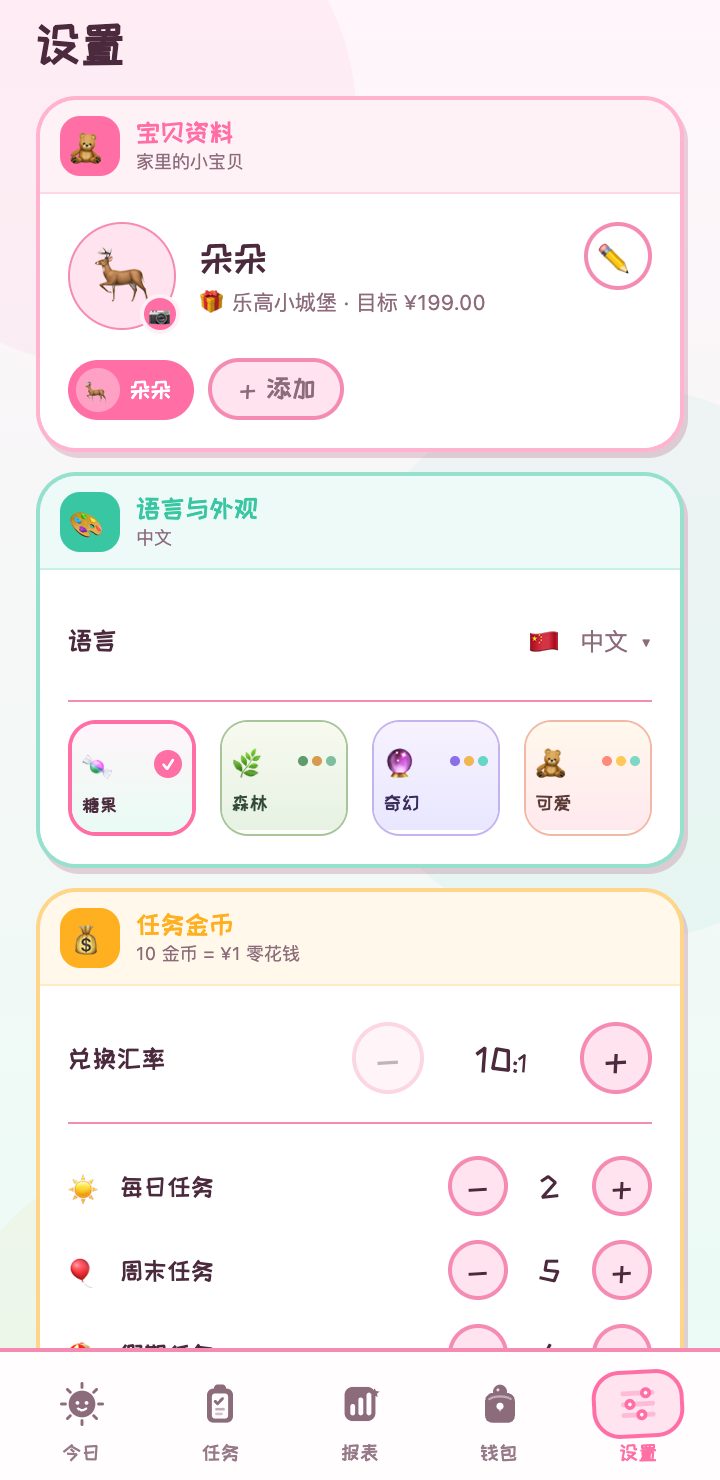 设置
宝贝资料
家里的小宝贝
朵朵
乐高小城堡 · 目标 ¥199.00
朵朵
+ 添加
语言与外观
中文
语言
中文
糖果
森林
奇幻
可爱
任务金币
10 金币 = ¥1 零花钱
兑换汇率
− 10:1 +
每日任务
− 2 +
周末任务
− 5 +
今日
任务
报表
钱包
设置